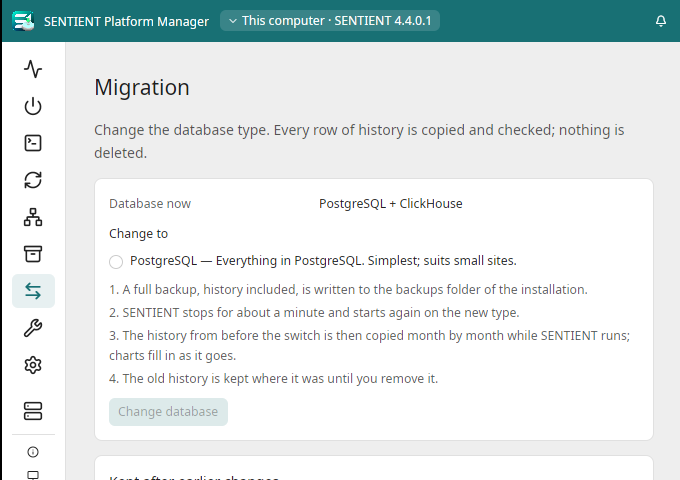 SENTIENT Platform Manager
This computer · SENTIENT 4.4.0.1
Migration
Change the database type. Every row of history is copied and checked; nothing is
deleted.
Database now
PostgreSQL + ClickHouse
Change to
PostgreSQL — Everything in PostgreSQL. Simplest; suits small sites.
1. A full backup, history included, is written to the backups folder of the installation.
2. SENTIENT stops for about a minute and starts again on the new type.
3. The history from before the switch is then copied month by month while SENTIENT runs;
charts fill in as it goes.
4. The old history is kept where it was until you remove it.
Change database
Kept after earlier changes